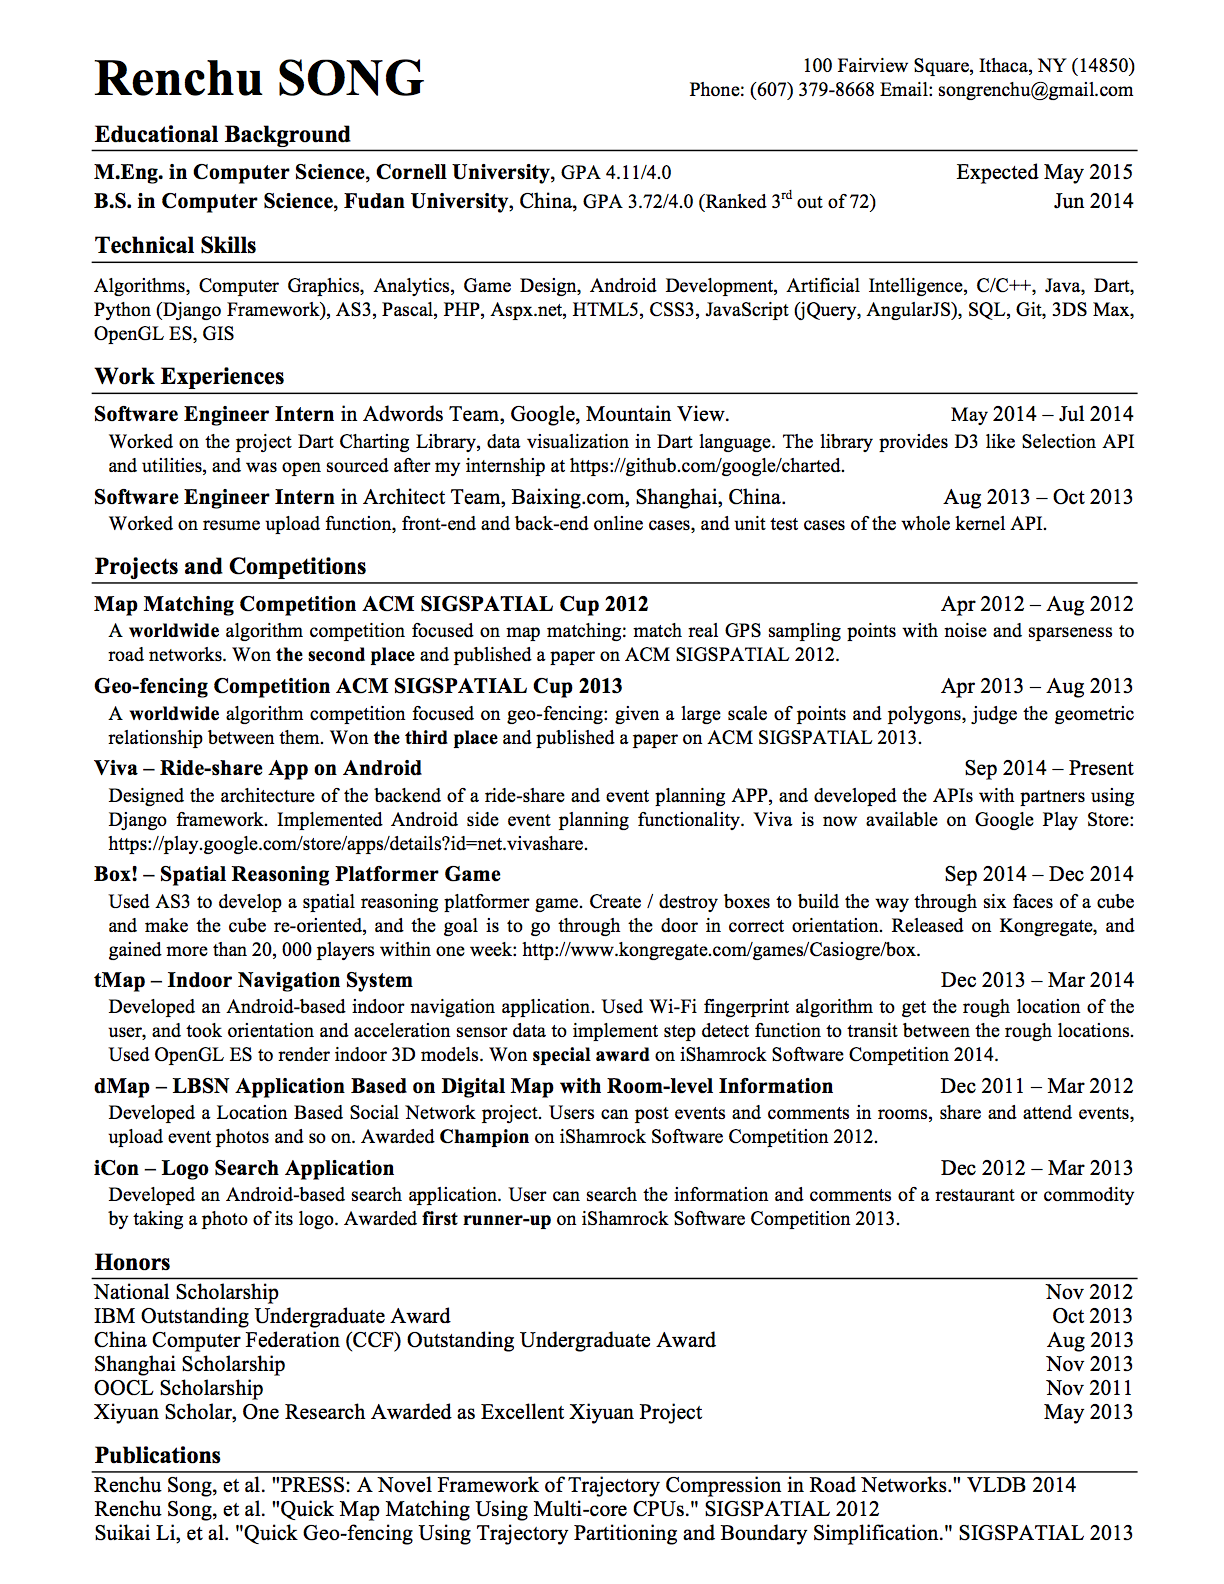 Renchu SONG
100 Fairview Square, Ithaca, NY (14850)
Phone: (607) 379-8668 Email: songrenchu@gmail.com
Educational Background
M.Eng. in Computer Science, Cornell University, GPA 4.11/4.0 Expected May 2015
B.S. in Computer Science, Fudan University, China, GPA 3.72/4.0 (Ranked 3rd out of 72) Jun 2014
Technical Skills
Algorithms, Computer Graphics, Analytics, Game Design, Android Development, Artificial Intelligence, C/C++, Java, Dart,
Python (Django Framework), AS3, Pascal, PHP, Aspx.net, HTML5, CSS3, JavaScript (jQuery, AngularJS), SQL, Git, 3DS Max,
OpenGL ES, GIS
Work Experiences
Software Engineer Intern in Adwords Team, Google, Mountain View. May 2014 – Jul 2014
Worked on the project Dart Charting Library, data visualization in Dart language. The library provides D3 like Selection API
and utilities, and was open sourced after my internship at https://github.com/google/charted.
Software Engineer Intern in Architect Team, Baixing.com, Shanghai, China. Aug 2013 – Oct 2013
Worked on resume upload function, front-end and back-end online cases, and unit test cases of the whole kernel API.
Projects and Competitions
Map Matching Competition ACM SIGSPATIAL Cup 2012 Apr 2012 – Aug 2012
A worldwide algorithm competition focused on map matching: match real GPS sampling points with noise and sparseness to
road networks. Won the second place and published a paper on ACM SIGSPATIAL 2012.
Geo-fencing Competition ACM SIGSPATIAL Cup 2013 Apr 2013 – Aug 2013
A worldwide algorithm competition focused on geo-fencing: given a large scale of points and polygons, judge the geometric
relationship between them. Won the third place and published a paper on ACM SIGSPATIAL 2013.
Viva – Ride-share App on Android Sep 2014 – Present
Designed the architecture of the backend of a ride-share and event planning APP, and developed the APIs with partners using
Django framework. Implemented Android side event planning functionality. Viva is now available on Google Play Store:
https://play.google.com/store/apps/details?id=net.vivashare.
Box! – Spatial Reasoning Platformer Game Sep 2014 – Dec 2014
Used AS3 to develop a spatial reasoning platformer game. Create / destroy boxes to build the way through six faces of a cube
and make the cube re-oriented, and the goal is to go through the door in correct orientation. Released on Kongregate, and
gained more than 20, 000 players within one week: http://www.kongregate.com/games/Casiogre/box.
tMap – Indoor Navigation System Dec 2013 – Mar 2014
Developed an Android-based indoor navigation application. Used Wi-Fi fingerprint algorithm to get the rough location of the
user, and took orientation and acceleration sensor data to implement step detect function to transit between the rough locations.
Used OpenGL ES to render indoor 3D models. Won special award on iShamrock Software Competition 2014.
dMap – LBSN Application Based on Digital Map with Room-level Information Dec 2011 – Mar 2012
Developed a Location Based Social Network project. Users can post events and comments in rooms, share and attend events,
upload event photos and so on. Awarded Champion on iShamrock Software Competition 2012.
iCon – Logo Search Application Dec 2012 – Mar 2013
Developed an Android-based search application. User can search the information and comments of a restaurant or commodity
by taking a photo of its logo. Awarded first runner-up on iShamrock Software Competition 2013.
Honors
National Scholarship Nov 2012
IBM Outstanding Undergraduate Award Oct 2013
China Computer Federation (CCF) Outstanding Undergraduate Award Aug 2013
Shanghai Scholarship Nov 2013
OOCL Scholarship Nov 2011
Xiyuan Scholar, One Research Awarded as Excellent Xiyuan Project May 2013
Publications
Renchu Song, et al. "PRESS: A Novel Framework of Trajectory Compression in Road Networks." VLDB 2014
Renchu Song, et al. "Quick Map Matching Using Multi-core CPUs." SIGSPATIAL 2012
Suikai Li, et al. "Quick Geo-fencing Using Trajectory Partitioning and Boundary Simplification." SIGSPATIAL 2013